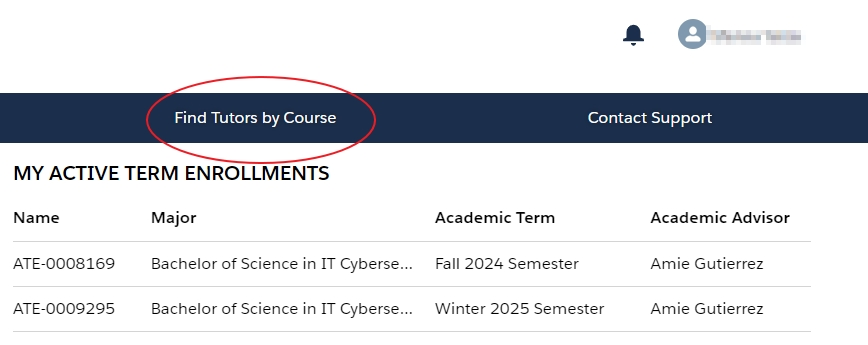 Find Tutors by Course Contact Support
MY ACTIVE TERM ENROLLMENTS
Name Major Academic Term Academic Advisor
ATE-0008169 Bachelor of Science in IT Cyberse... Fall 2024 Semester Amie Gutierrez
ATE-0009295 Bachelor of Science in IT Cyberse... Winter 2025 Semester Amie Gutierrez